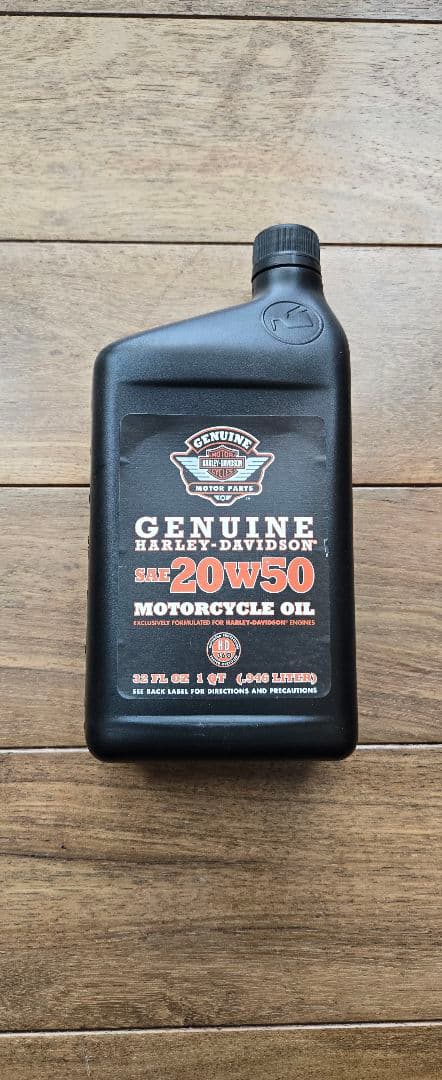 GENUINE
MOTOR
HARLEY-DAVIDSON
CYCLES
MOTOR PARTS
GENUINE
HARLEY-DAVIDSON®
SAE 20W50
MOTORCYCLE OIL
EXCLUSIVELY FORMULATED FOR HARLEY-DAVIDSON® ENGINES
H-D
360
32 FL OZ 1 QT (.946 LITER)
SEE BACK LABEL FOR DIRECTIONS AND PRECAUTIONS